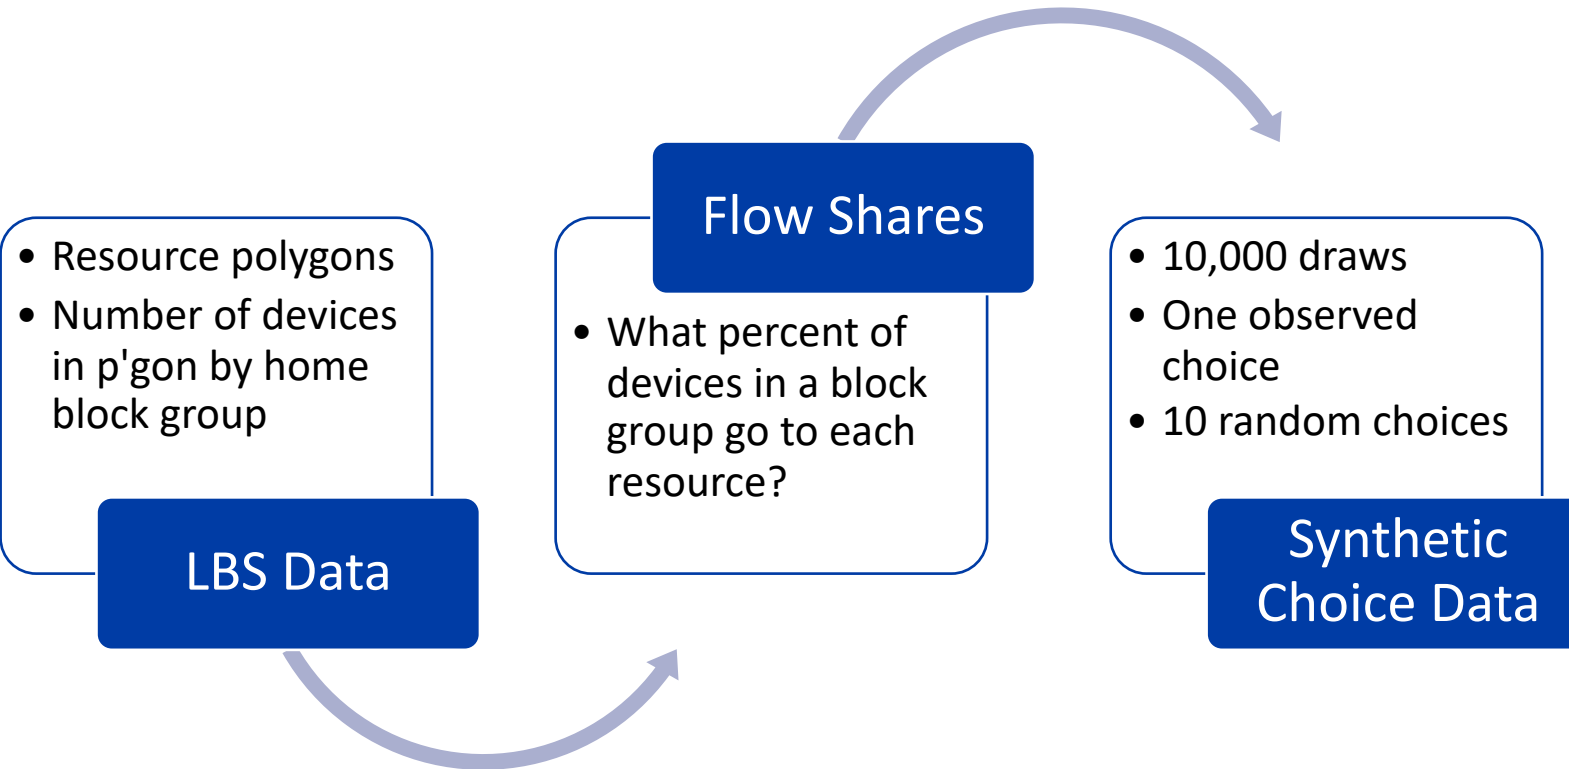 • Resource polygons
• Number of devices
in p'gon by home
block group
LBS Data
Flow Shares
• What percent of
devices in a block
group go to each
resource?
• 10,000 draws
• One observed
choice
• 10 random choices
Synthetic
Choice Data